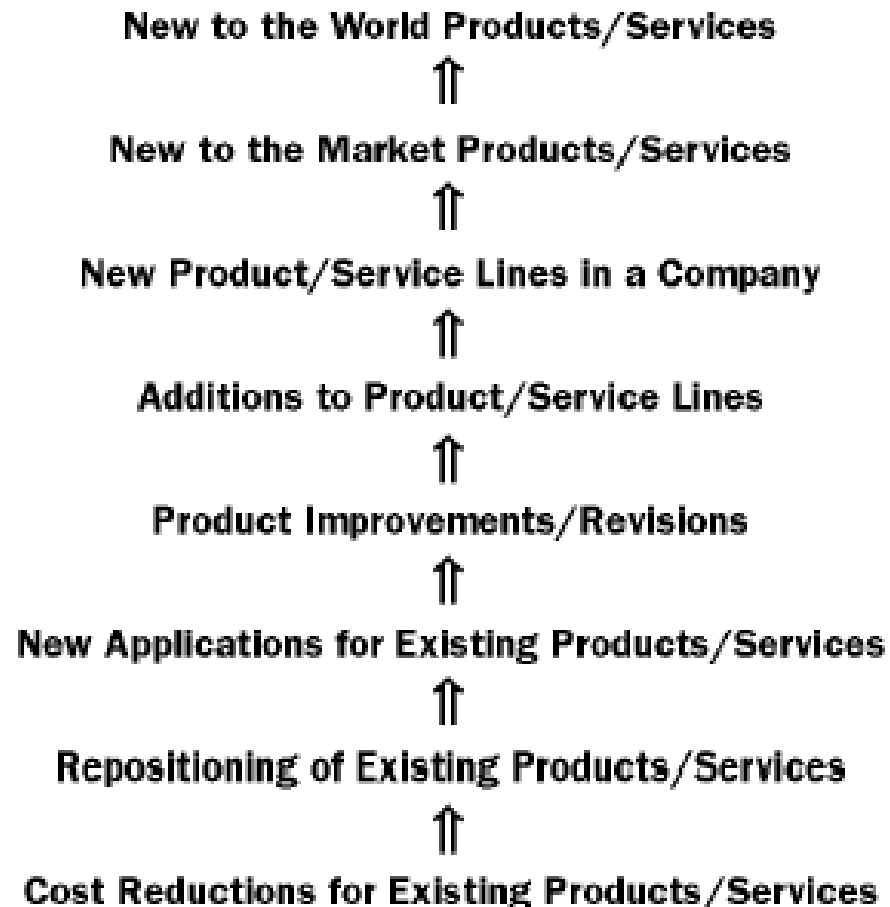 New to the World Products/Services
⇑
New to the Market Products/Services
⇑
New Product/Service Lines in a Company
⇑
Additions to Product/Service Lines
⇑
Product Improvements/Revisions
⇑
New Applications for Existing Products/Services
⇑
Repositioning of Existing Products/Services
⇑
Cost Reductions for Existing Products/Services